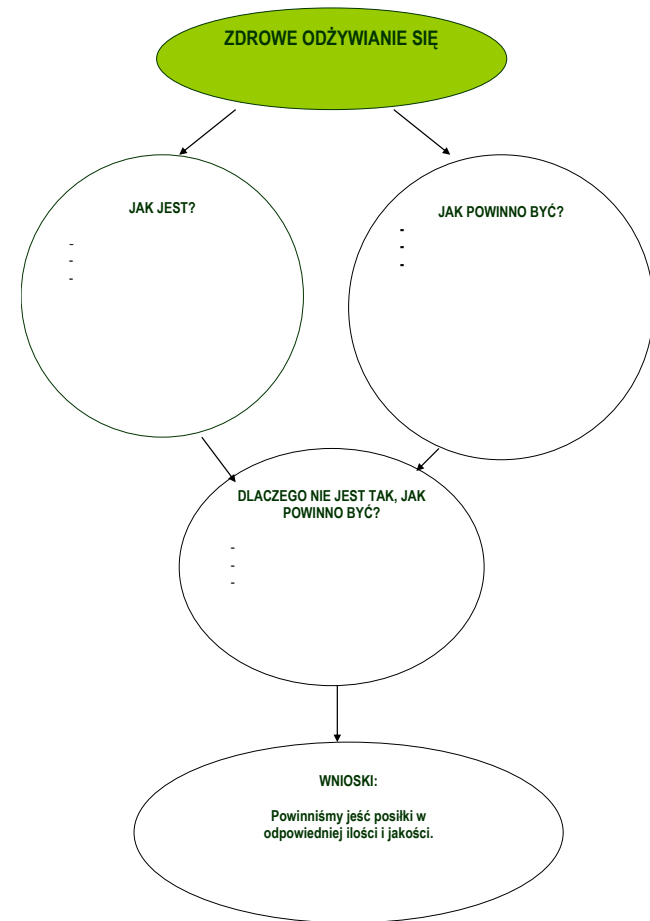 ZDROWE ODŻYWIANIE SIĘ
JAK JEST?
-
-
-
JAK POWINNO BYĆ?
-
-
-
DLACZEGO NIE JEST TAK, JAK
POWINNO BYĆ?
-
-
-
WNIOSKI:
Powinniśmy jeść posiłki w
odpowiedniej ilości i jakości.